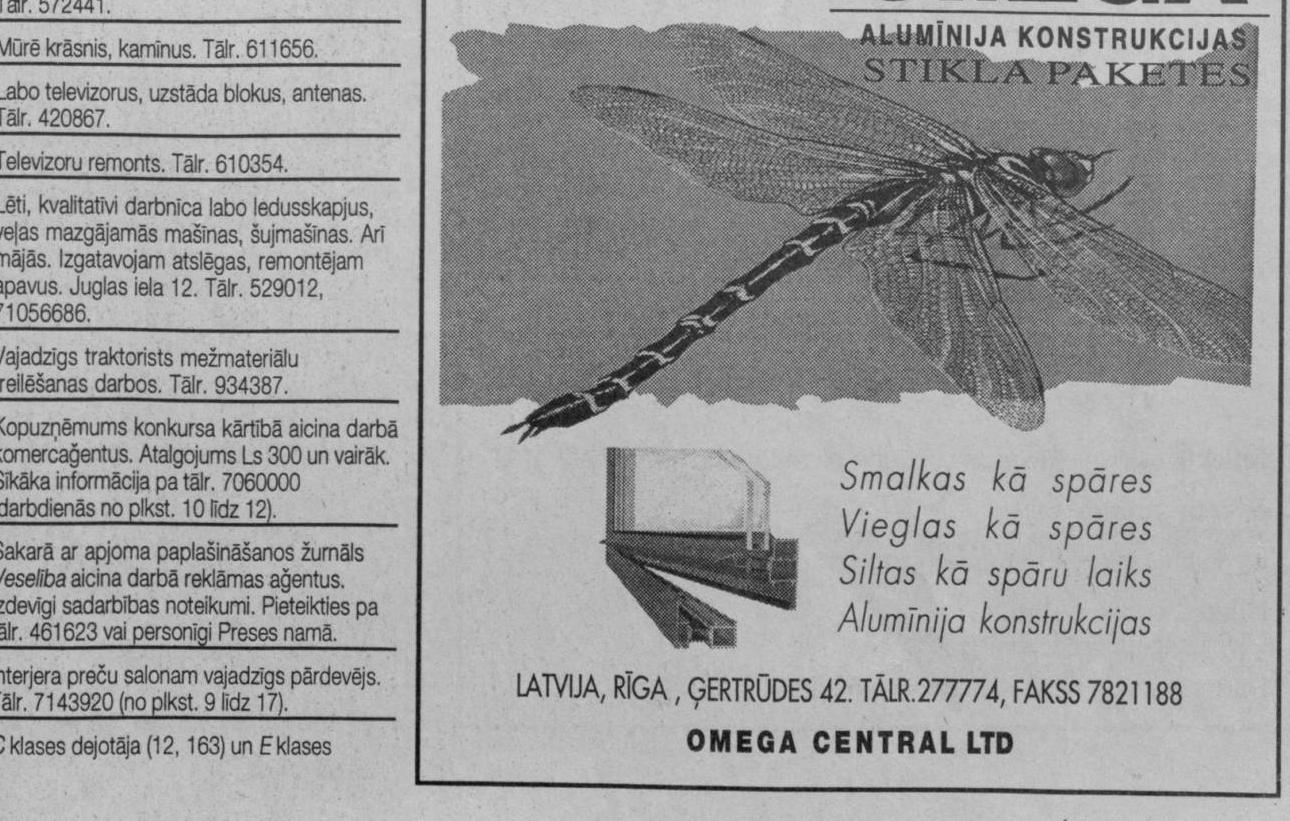 Tālr. 572441.
Mūrē krāsnis, kamīnus. Tālr. 611656.
Labo televizorus, uzstāda blokus, antenas.
Tālr. 420867.
Televizoru remonts. Tālr. 610354.
Lēti, kvalitatīvi darbnīca labo ledusskapjus,
veļas mazgājamās mašīnas, šujmašīnas. Arī
mājās. Izgatavojam atslēgas, remontējam
apavus. Juglas iela 12. Tālr. 529012,
71056686.
Vajadzīgs traktorists mežmateriālu
treilēšanas darbos. Tālr. 934387.
Kopuzņēmums konkursa kārtībā aicina darbā
komercaģentus. Atalgojums Ls 300 un vairāk.
Sīkāka informācija pa tālr. 7060000
(darbdienās no plkst. 10 līdz 12).
Sakarā ar apjoma paplašināšanos žurnāls
Veselība aicina darbā reklāmas aģentus.
Izdevīgi sadarbības noteikumi. Pieteikties pa
tālr. 461623 vai personīgi Preses namā.
Interjera preču salonam vajadzīgs pārdevējs.
Tālr. 7143920 (no plkst. 9 līdz 17).
C klases dejotāja (12, 163) un E klases
ALUMĪNIJA KONSTRUKCIJAS
STIKLA PAKETES
Smalkas kā spāres
Vieglas kā spāres
Siltas kā spāru laiks
Alumīnija konstrukcijas
LATVIJA, RĪGA , ĢERTRŪDES 42. TĀLR.277774, FAKSS 7821188
OMEGA CENTRAL LTD